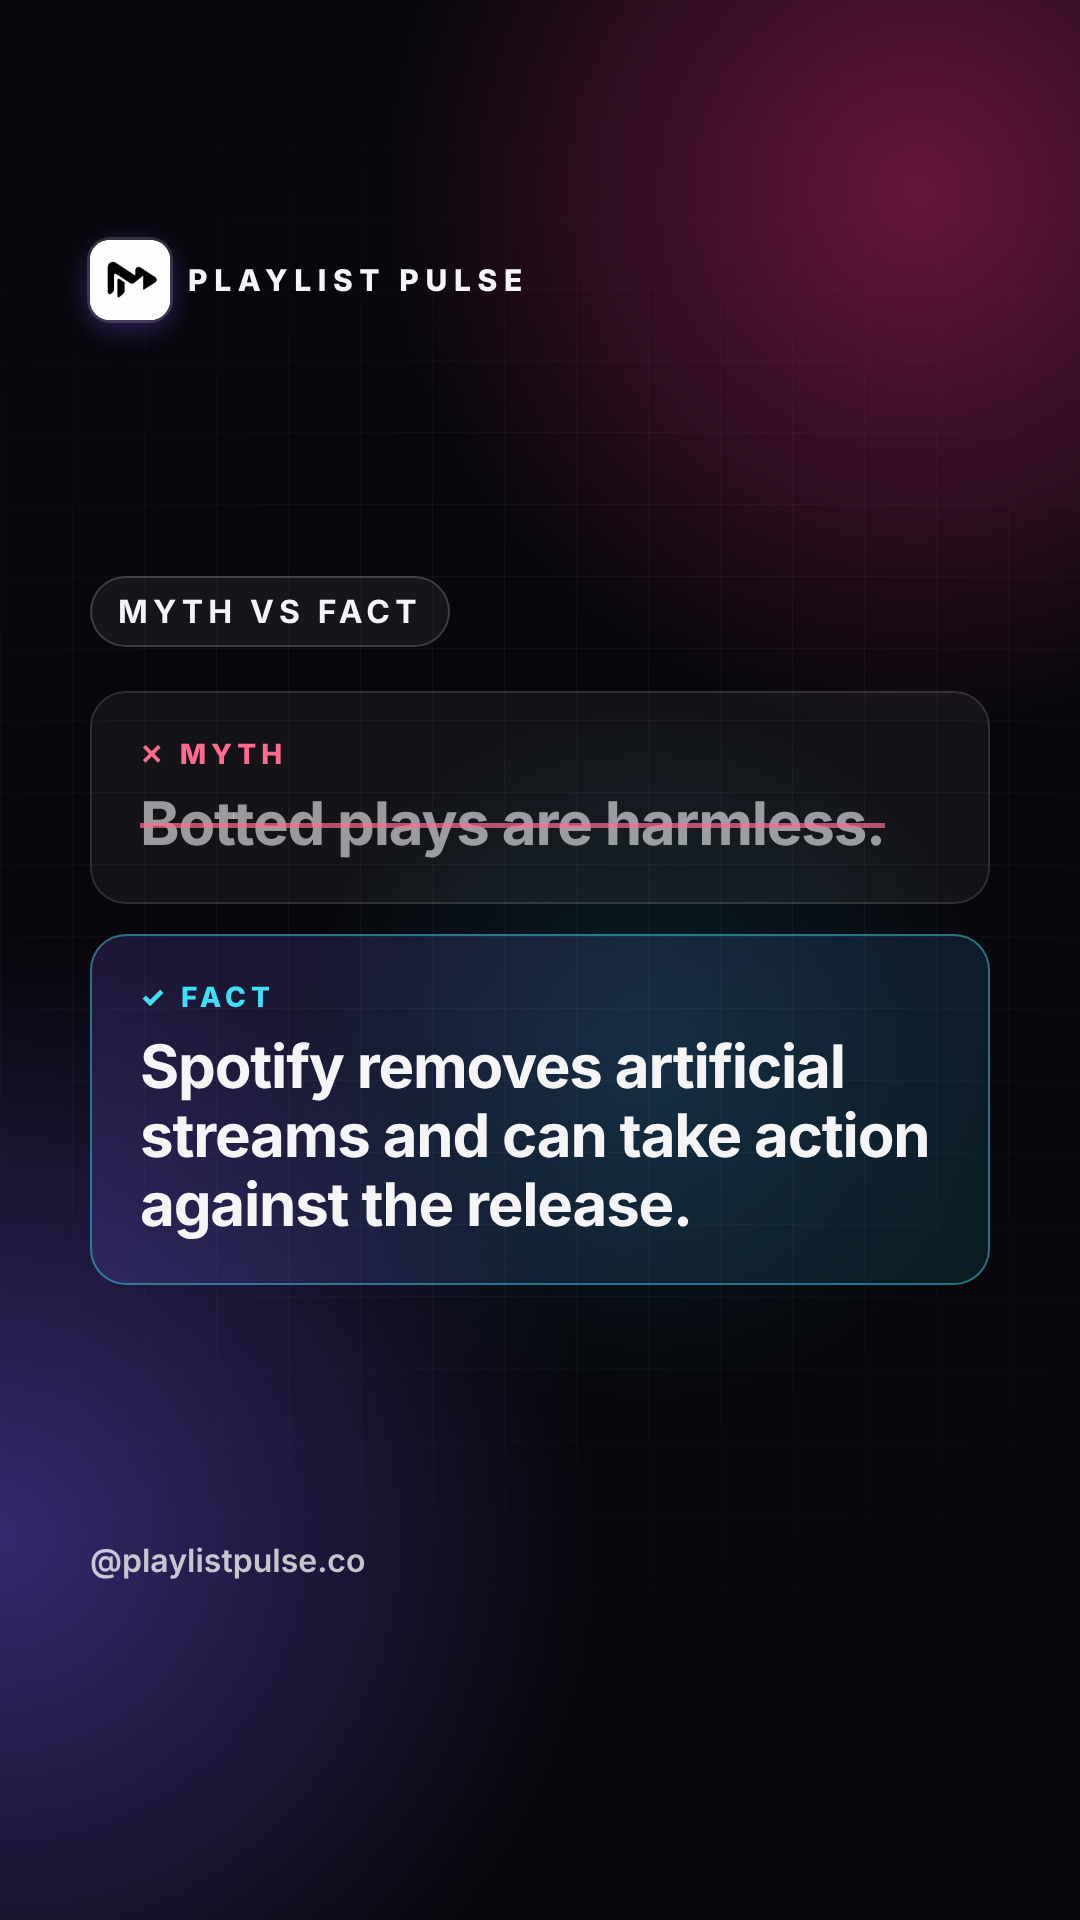 PLAYLIST PULSE
MYTH VS FACT
✕ MYTH
Botted plays are harmless.
✓ FACT
Spotify removes artificial
streams and can take action
against the release.
@playlistpulse.co